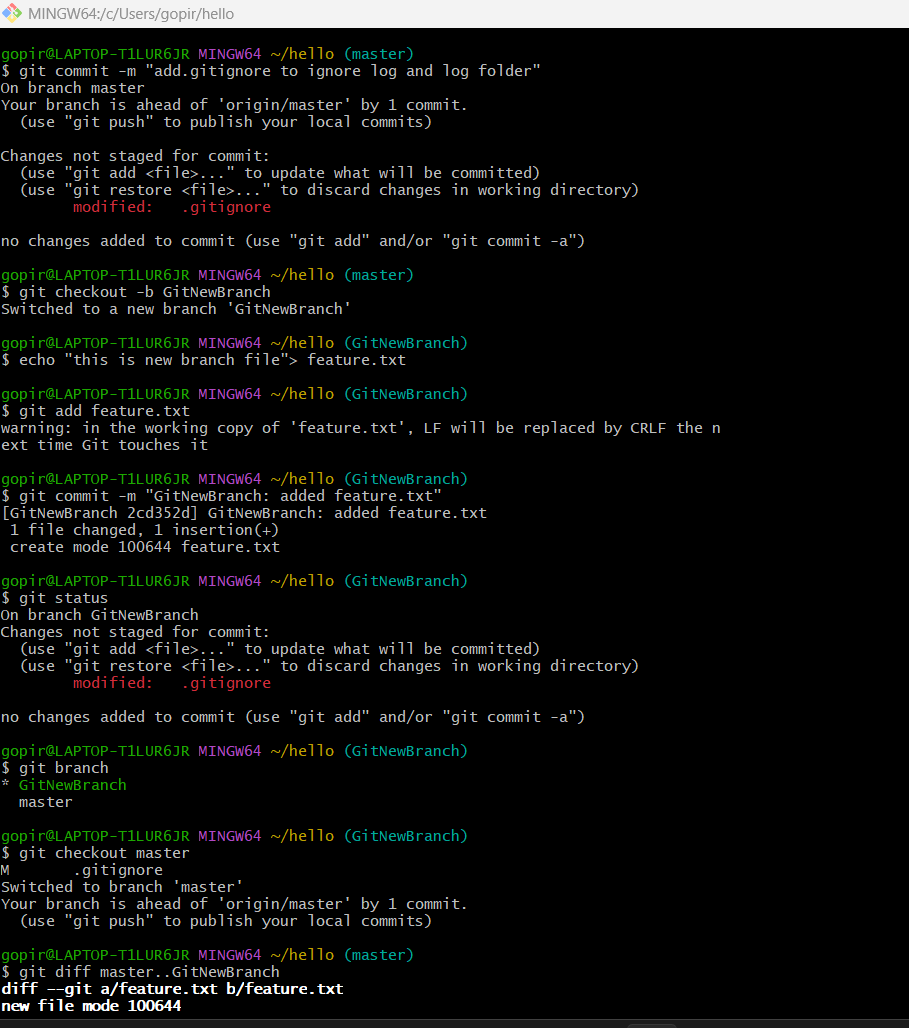 MINGW64:/c/Users/gopir/hello
gopir@LAPTOP-T1LUR6JR MINGW64 ~/hello (master)
$ git commit -m "add.gitignore to ignore log and log folder"
On branch master
Your branch is ahead of 'origin/master' by 1 commit.
  (use "git push" to publish your local commits)
Changes not staged for commit:
  (use "git add <file>..." to update what will be committed)
  (use "git restore <file>..." to discard changes in working directory)
        modified:   .gitignore
no changes added to commit (use "git add" and/or "git commit -a")
gopir@LAPTOP-T1LUR6JR MINGW64 ~/hello (master)
$ git checkout -b GitNewBranch
Switched to a new branch 'GitNewBranch'
gopir@LAPTOP-T1LUR6JR MINGW64 ~/hello (GitNewBranch)
$ echo "this is new branch file"> feature.txt
gopir@LAPTOP-T1LUR6JR MINGW64 ~/hello (GitNewBranch)
$ git add feature.txt
warning: in the working copy of 'feature.txt', LF will be replaced by CRLF the n
ext time Git touches it
gopir@LAPTOP-T1LUR6JR MINGW64 ~/hello (GitNewBranch)
$ git commit -m "GitNewBranch: added feature.txt"
[GitNewBranch 2cd352d] GitNewBranch: added feature.txt
 1 file changed, 1 insertion(+)
 create mode 100644 feature.txt
gopir@LAPTOP-T1LUR6JR MINGW64 ~/hello (GitNewBranch)
$ git status
On branch GitNewBranch
Changes not staged for commit:
  (use "git add <file>..." to update what will be committed)
  (use "git restore <file>..." to discard changes in working directory)
        modified:   .gitignore
no changes added to commit (use "git add" and/or "git commit -a")
gopir@LAPTOP-T1LUR6JR MINGW64 ~/hello (GitNewBranch)
$ git branch
* GitNewBranch
  master
gopir@LAPTOP-T1LUR6JR MINGW64 ~/hello (GitNewBranch)
$ git checkout master
M       .gitignore
Switched to branch 'master'
Your branch is ahead of 'origin/master' by 1 commit.
  (use "git push" to publish your local commits)
gopir@LAPTOP-T1LUR6JR MINGW64 ~/hello (master)
$ git diff master..GitNewBranch
diff --git a/feature.txt b/feature.txt
new file mode 100644